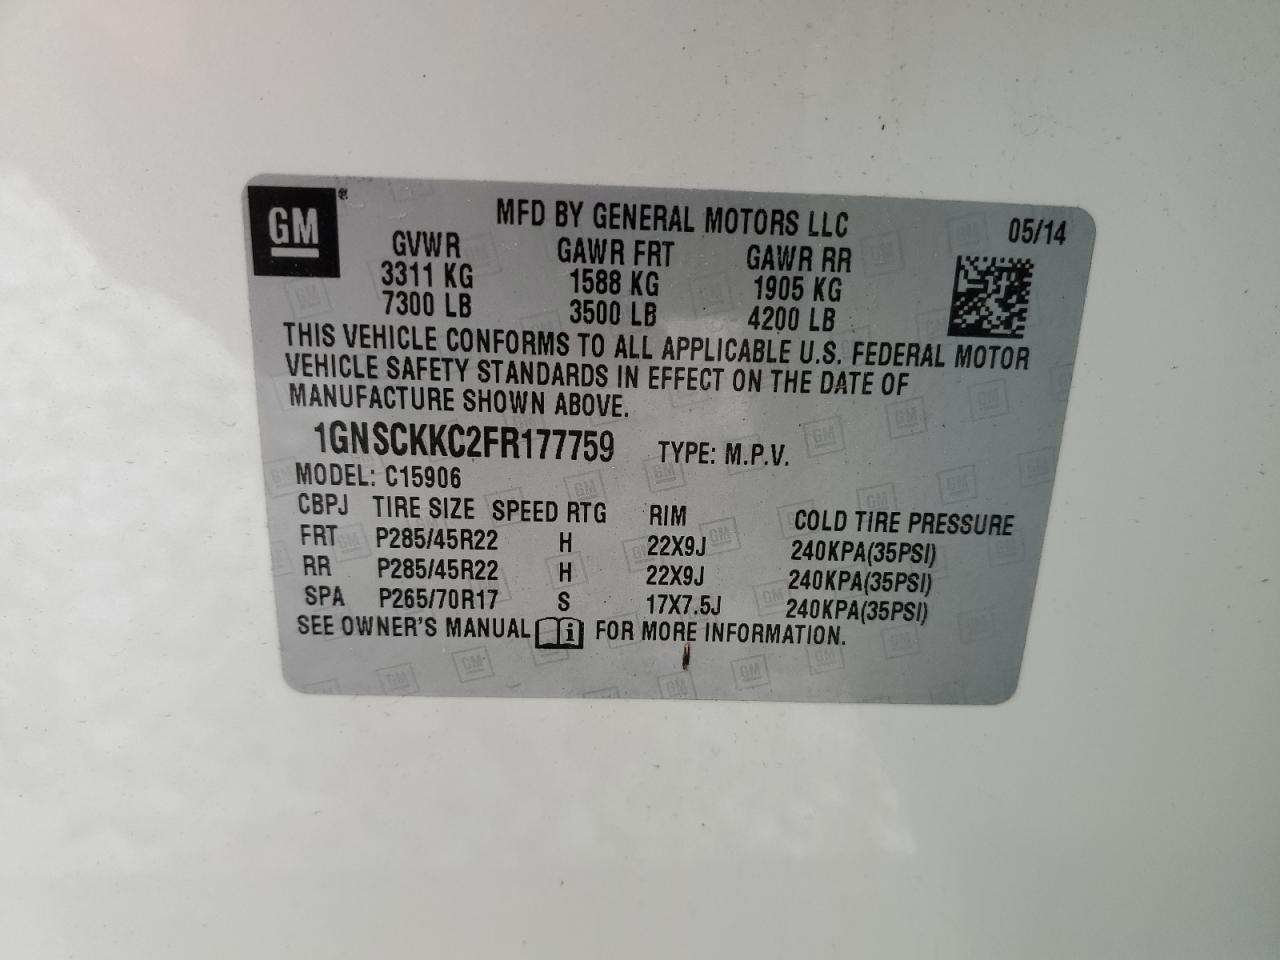 GM®
MFD BY GENERAL MOTORS LLC 05/14
GVWR GAWR FRT GAWR RR
3311 KG 1588 KG 1905 KG
7300 LB 3500 LB 4200 LB
THIS VEHICLE CONFORMS TO ALL APPLICABLE U.S. FEDERAL MOTOR
VEHICLE SAFETY STANDARDS IN EFFECT ON THE DATE OF
MANUFACTURE SHOWN ABOVE.
1GNSCKKC2FR177759 TYPE: M.P.V.
MODEL: C15906
CBPJ TIRE SIZE SPEED RTG RIM COLD TIRE PRESSURE
FRT P285/45R22 H 22X9J 240KPA(35PSI)
RR P285/45R22 H 22X9J 240KPA(35PSI)
SPA P265/70R17 S 17X7.5J 240KPA(35PSI)
SEE OWNER'S MANUAL FOR MORE INFORMATION.